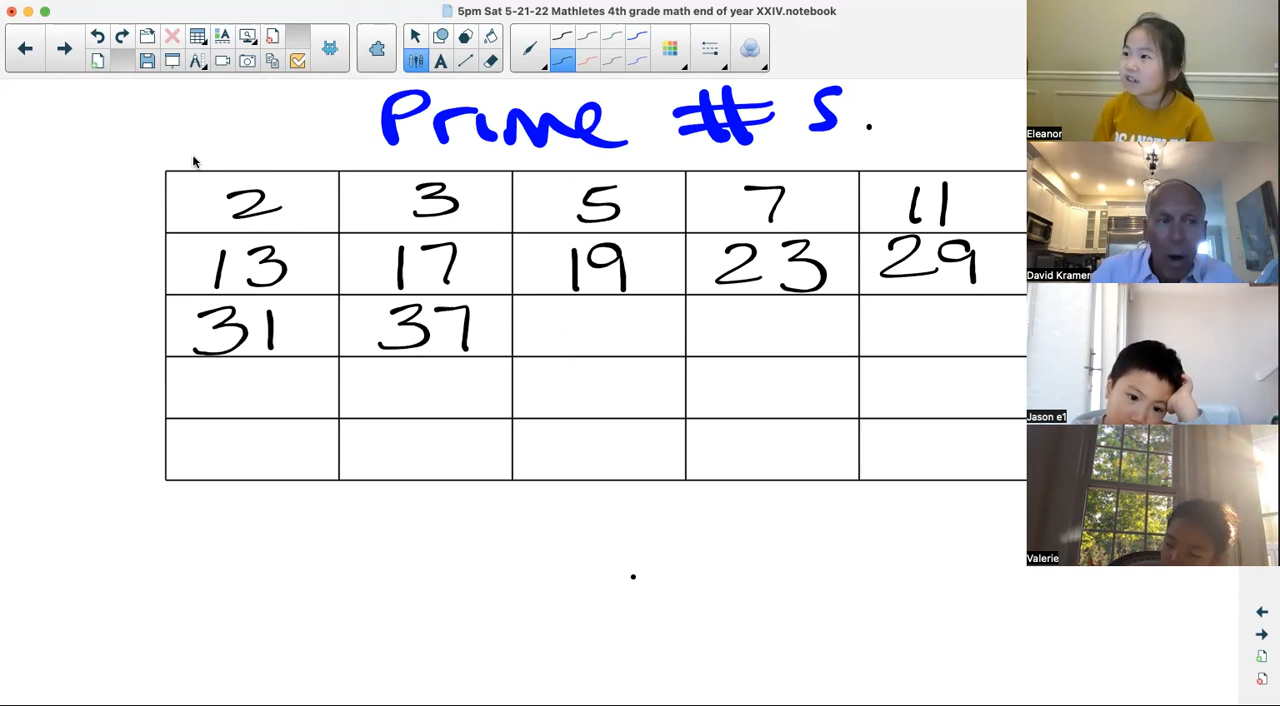 5pm Sat 5-21-22 Mathletes 4th grade math end of year XXIV.notebook
Prime # s .
2 3 5 7 11
13 17 19 23 29
31 37
Eleanor
David Kramer
Jason e1
Valerie